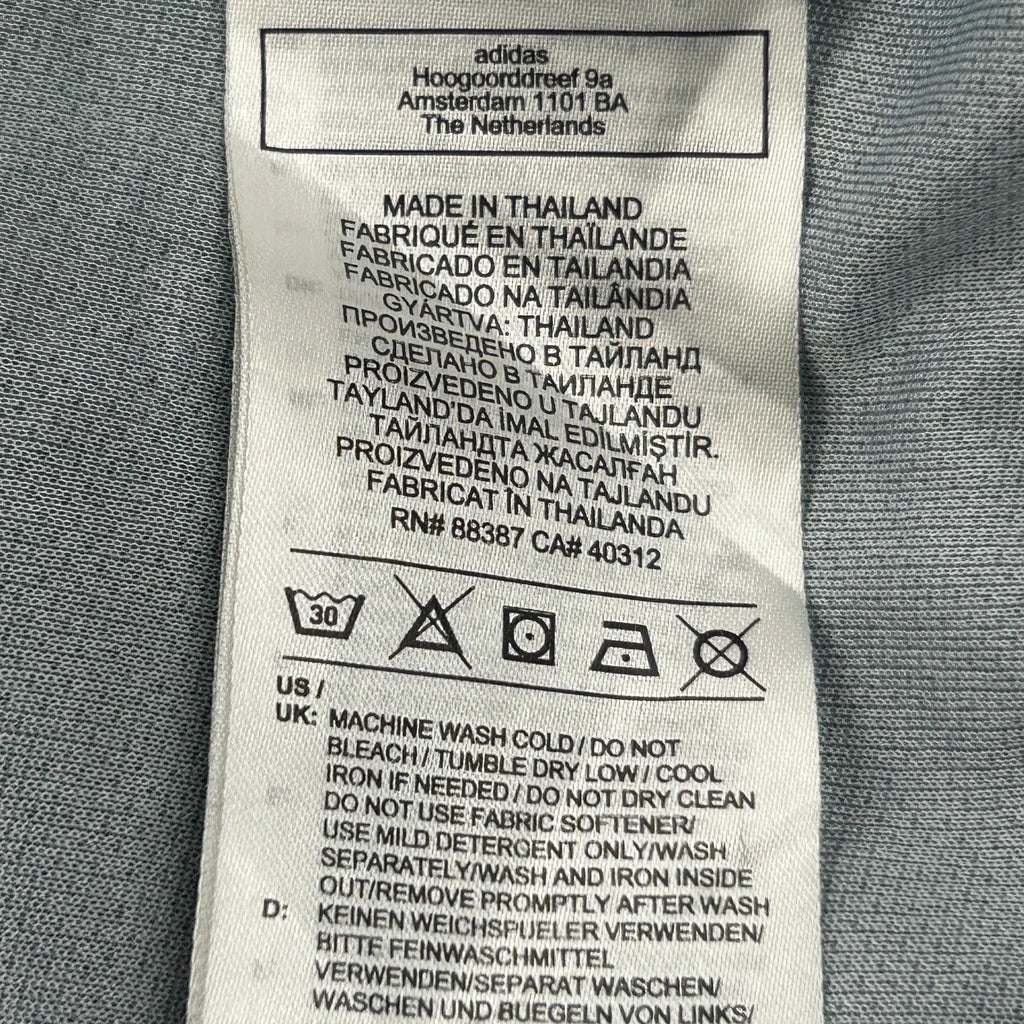 adidas
Hoogoorddreef 9a
Amsterdam 1101 BA
The Netherlands
MADE IN THAILAND
FABRIQUÉ EN THAÏLANDE
FABRICADO EN TAILANDIA
FABRICADO NA TAILÂNDIA
GYÁRTVA: THAILAND
ПРОИЗВЕДЕНО В ТАЙЛАНД
СДЕЛАНО В ТАИЛАНДЕ
PROIZVEDENO U TAJLANDU
TAYLAND'DA İMAL EDİLMİŞTİR.
ТАЙЛАНДТА ЖАСАЛҒАН
PROIZVEDENO NA TAJLANDU
FABRICAT ÎN THAILANDA
RN# 88387 CA# 40312
30
US /
UK: MACHINE WASH COLD / DO NOT
BLEACH / TUMBLE DRY LOW / COOL
IRON IF NEEDED / DO NOT DRY CLEAN
DO NOT USE FABRIC SOFTENER/
USE MILD DETERGENT ONLY/WASH
SEPARATELY/WASH AND IRON INSIDE
OUT/REMOVE PROMPTLY AFTER WASH
D: KEINEN WEICHSPUELER VERWENDEN/
BITTE FEINWASCHMITTEL
VERWENDEN/SEPARAT WASCHEN/
WASCHEN UND BUEGELN VON LINKS/